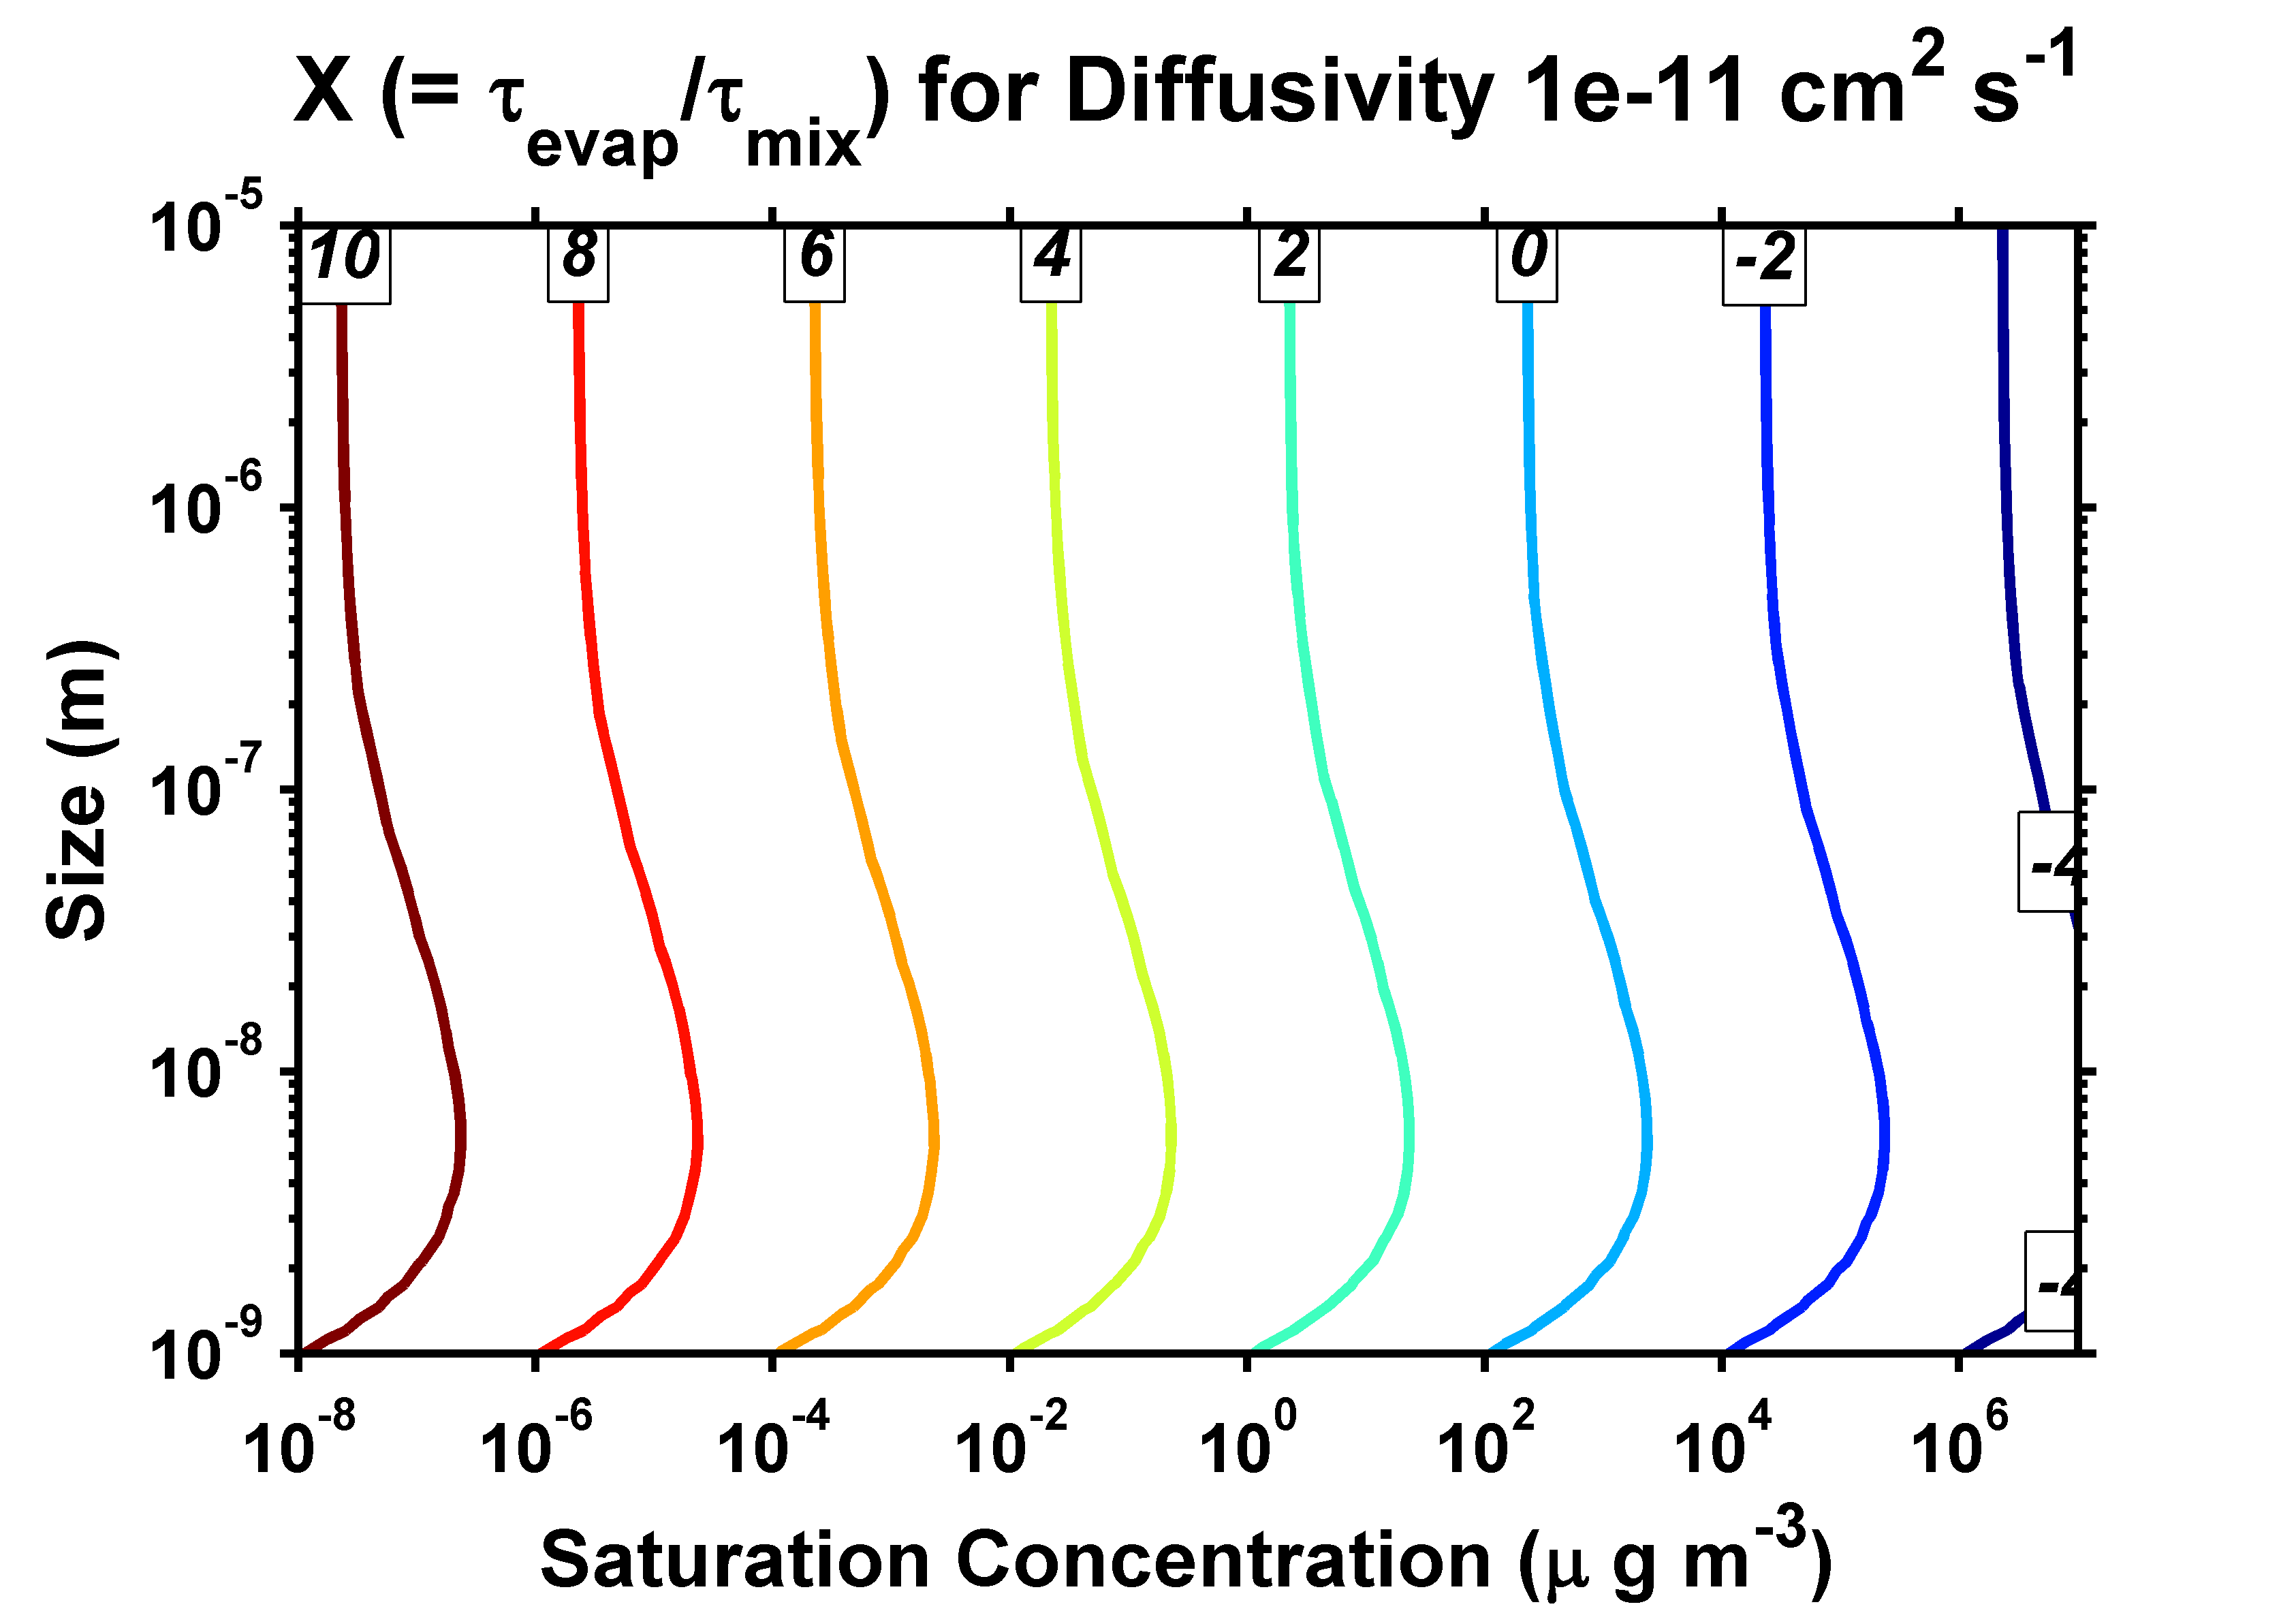 X (= τevap/τmix) for Diffusivity 1e-11 cm² s⁻¹
10⁻⁵
10 8 6 4 2 0 -2
10⁻⁶
10⁻⁷
-4
Size (m)
10⁻⁸
-4
10⁻⁹
10⁻⁸ 10⁻⁶ 10⁻⁴ 10⁻² 10⁰ 10² 10⁴ 10⁶
Saturation Concentration (μ g m⁻³)